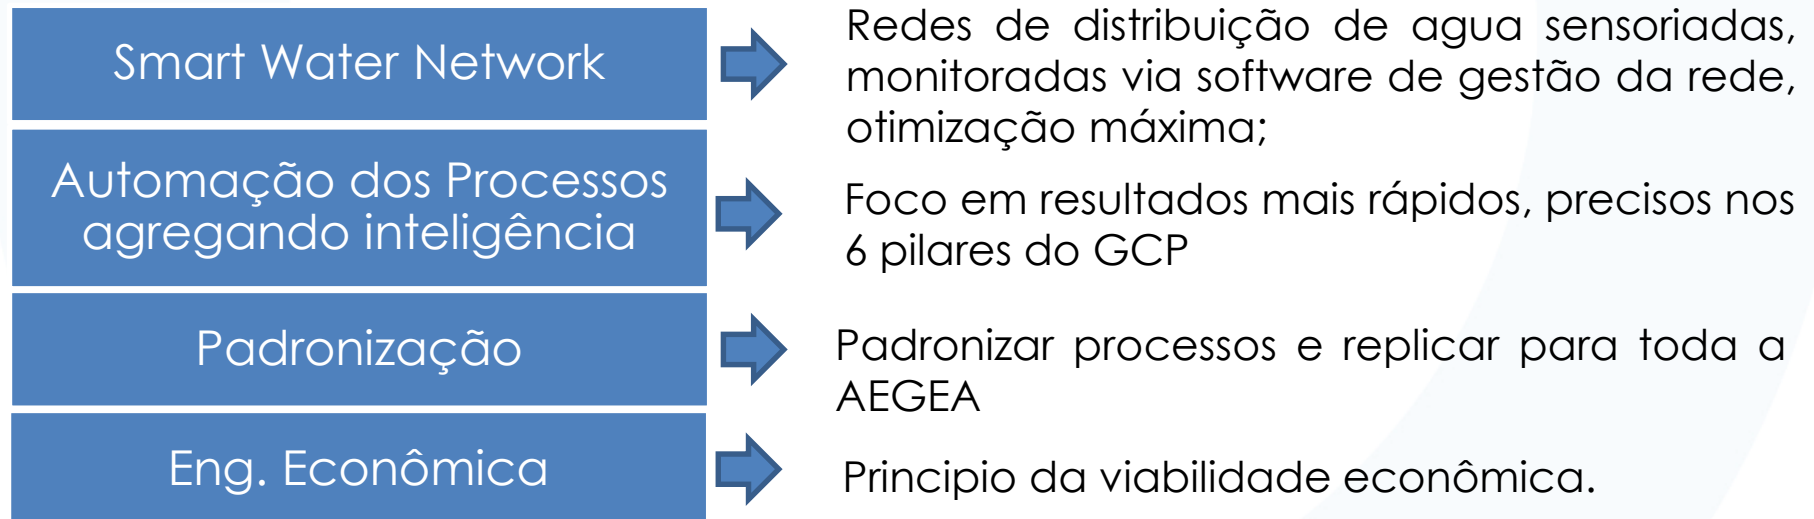 Smart Water Network
Redes de distribuição de agua sensoriadas,
monitoradas via software de gestão da rede,
otimização máxima;
Automação dos Processos
agregando inteligência
Foco em resultados mais rápidos, precisos nos
6 pilares do GCP
Padronização
Padronizar processos e replicar para toda a
AEGEA
Eng. Econômica
Principio da viabilidade econômica.